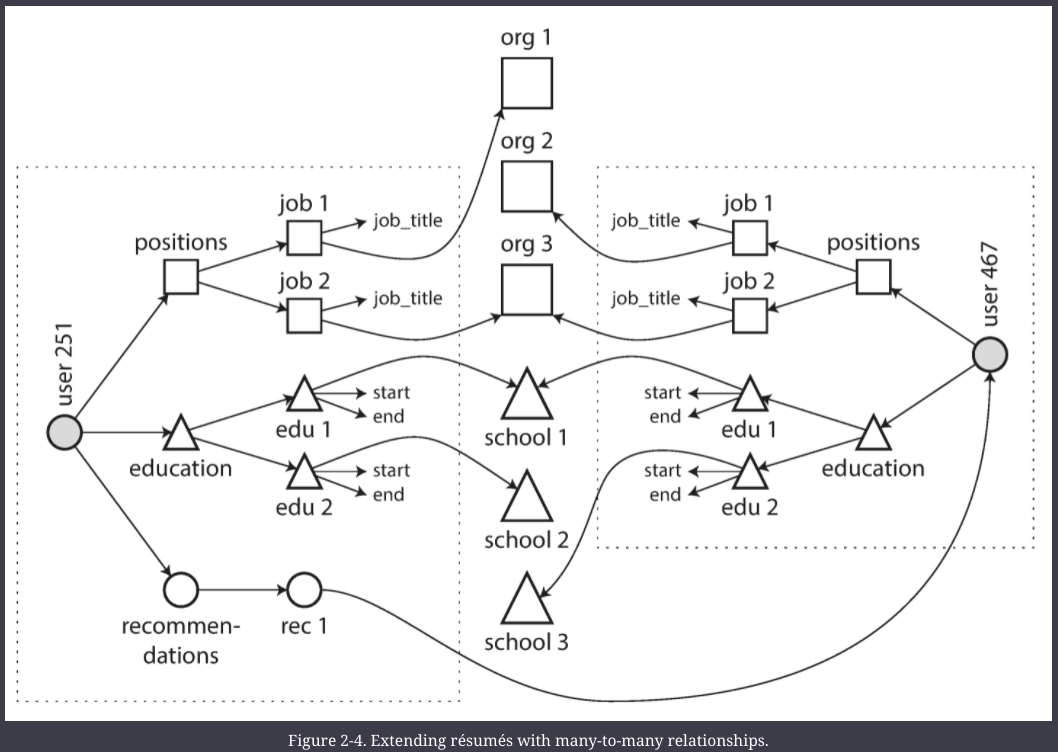 org 1
org 2
org 3
job 1
job_title
positions
job 2
job_title
user 251
edu 1
start
end
education
edu 2
start
end
recommen-
dations
rec 1
school 1
school 2
school 3
job 1
job_title
positions
job 2
job_title
user 467
edu 1
start
end
education
edu 2
start
end
Figure 2-4. Extending résumés with many-to-many relationships.